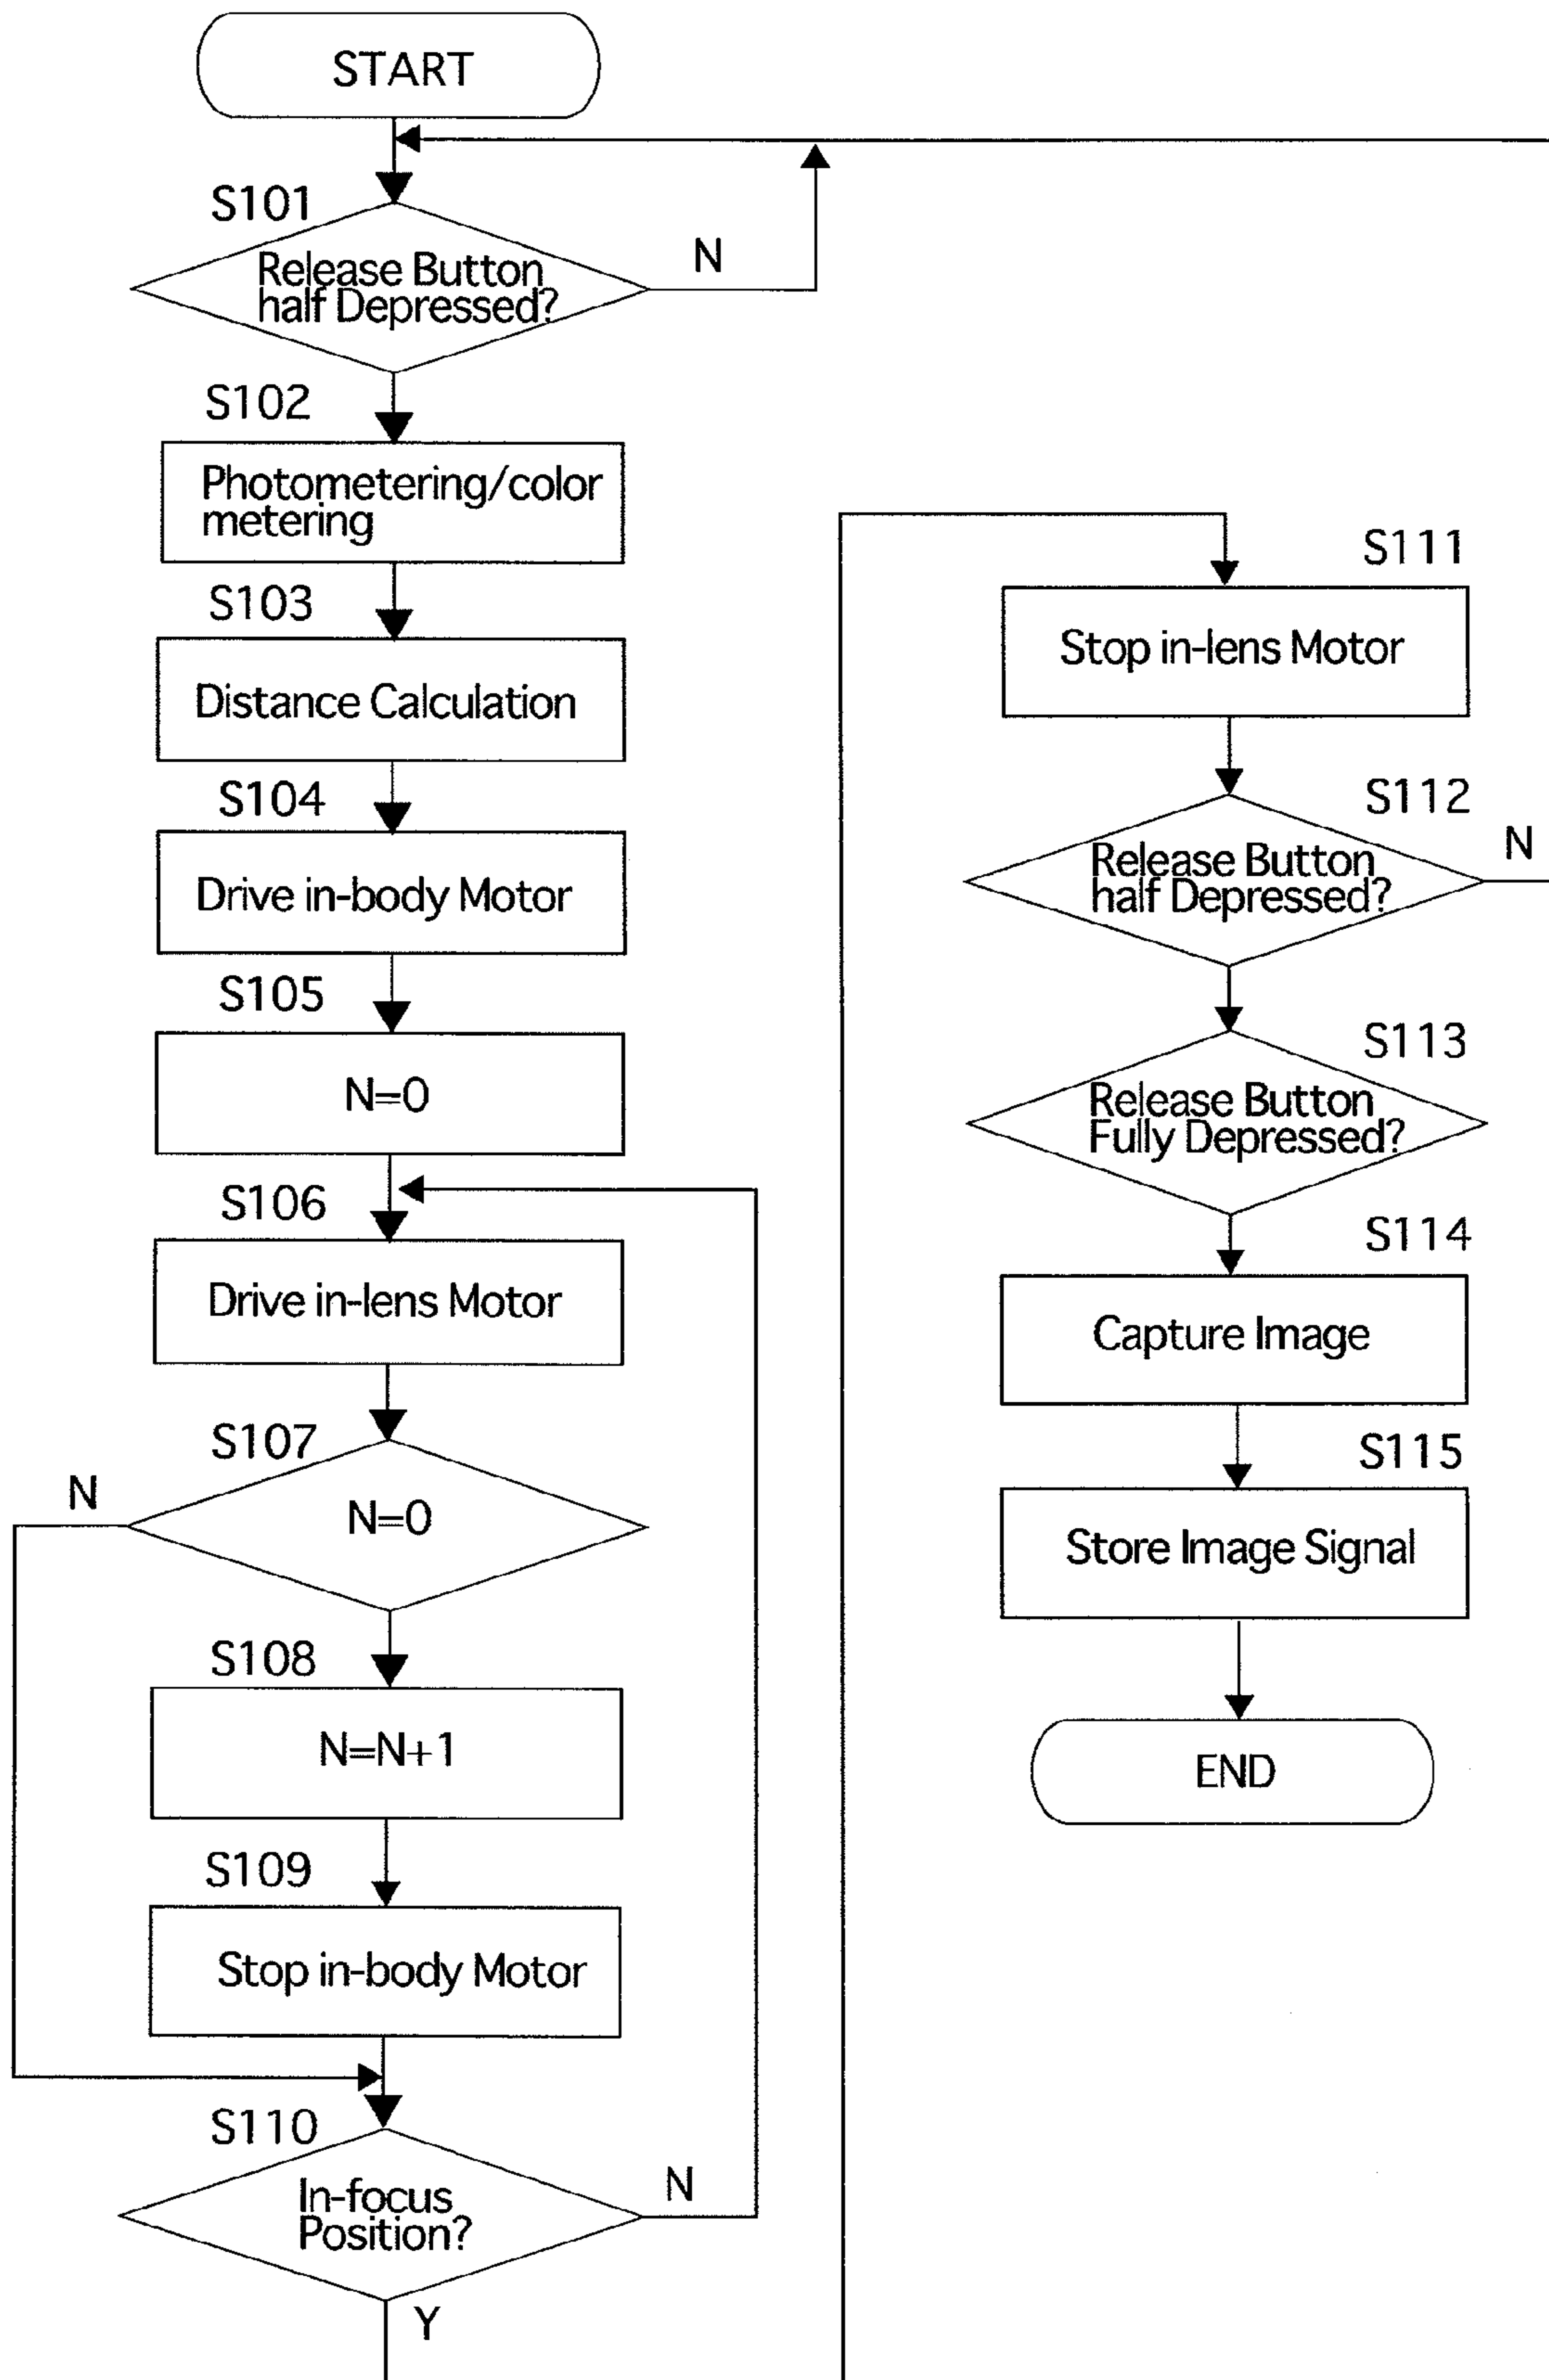 START
S101
Release Button
half Depressed?
N
S102
Photometering/color
metering
S103
Distance Calculation
S104
Drive in-body Motor
S105
N=0
S106
Drive in-lens Motor
S107
N
N=0
S108
N=N+1
S109
Stop in-body Motor
S110
In-focus
Position?
N
Y
S111
Stop in-lens Motor
S112
Release Button
half Depressed?
N
S113
Release Button
Fully Depressed?
S114
Capture Image
S115
Store Image Signal
END